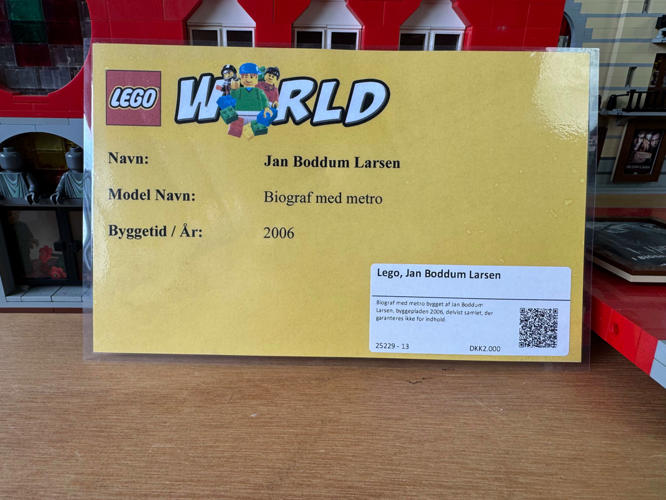 LEGO WORLD
Navn: Jan Boddum Larsen
Model Navn: Biograf med metro
Byggetid / År: 2006
Lego, Jan Boddum Larsen
Biograf med metro bygget af Jan Boddum
Larsen, byggepladen 2006, delvist samlet, der
garanteres ikke for indhold.
25229 - 13 DKK2.000